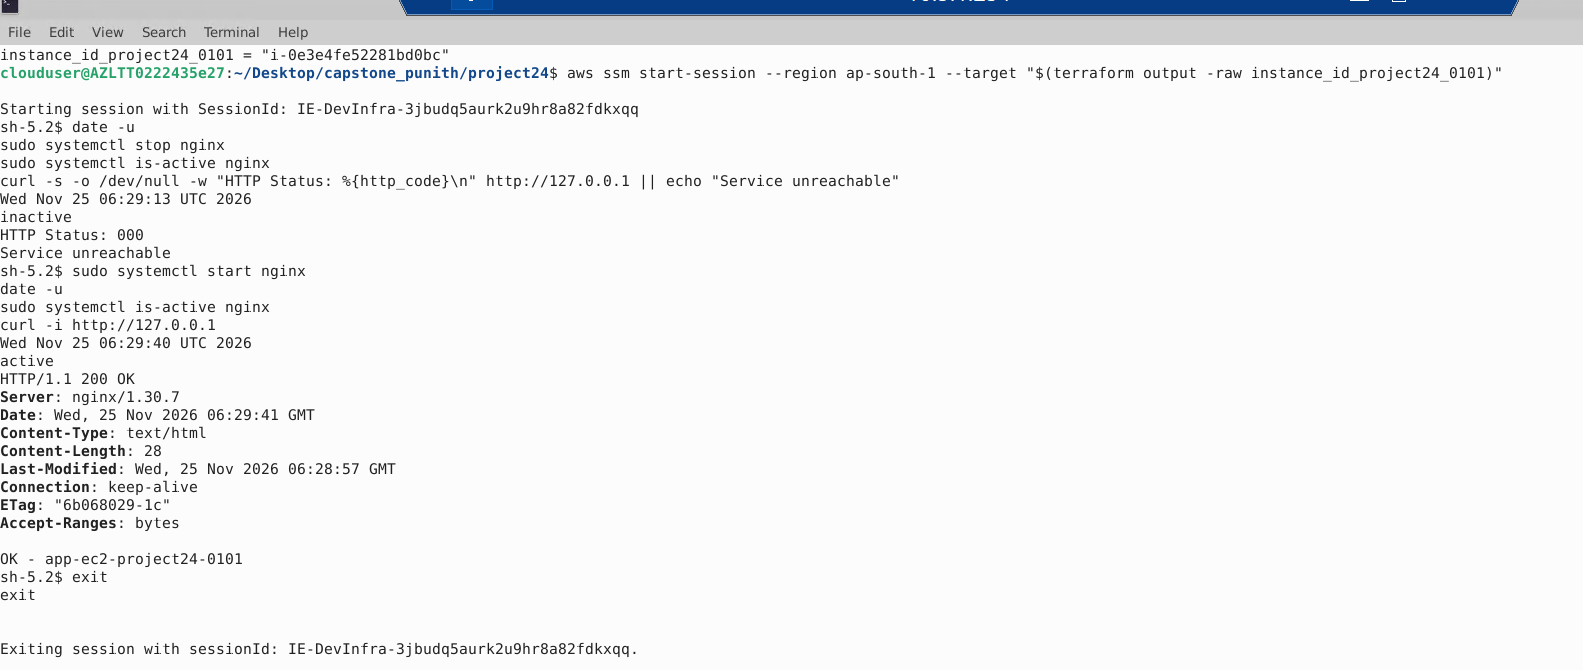 File Edit View Search Terminal Help
instance_id_project24_0101 = "i-0e3e4fe52281bd0bc"
clouduser@AZLTT0222435e27:~/Desktop/capstone_punith/project24$ aws ssm start-session --region ap-south-1 --target "$(terraform output -raw instance_id_project24_0101)"
Starting session with SessionId: IE-DevInfra-3jbudq5aurk2u9hr8a82fdkxqq
sh-5.2$ date -u
sudo systemctl stop nginx
sudo systemctl is-active nginx
curl -s -o /dev/null -w "HTTP Status: %{http_code}\n" http://127.0.0.1 || echo "Service unreachable"
Wed Nov 25 06:29:13 UTC 2026
inactive
HTTP Status: 000
Service unreachable
sh-5.2$ sudo systemctl start nginx
date -u
sudo systemctl is-active nginx
curl -i http://127.0.0.1
Wed Nov 25 06:29:40 UTC 2026
active
HTTP/1.1 200 OK
Server: nginx/1.30.7
Date: Wed, 25 Nov 2026 06:29:41 GMT
Content-Type: text/html
Content-Length: 28
Last-Modified: Wed, 25 Nov 2026 06:28:57 GMT
Connection: keep-alive
ETag: "6b068029-1c"
Accept-Ranges: bytes
OK - app-ec2-project24-0101
sh-5.2$ exit
exit
Exiting session with sessionId: IE-DevInfra-3jbudq5aurk2u9hr8a82fdkxqq.